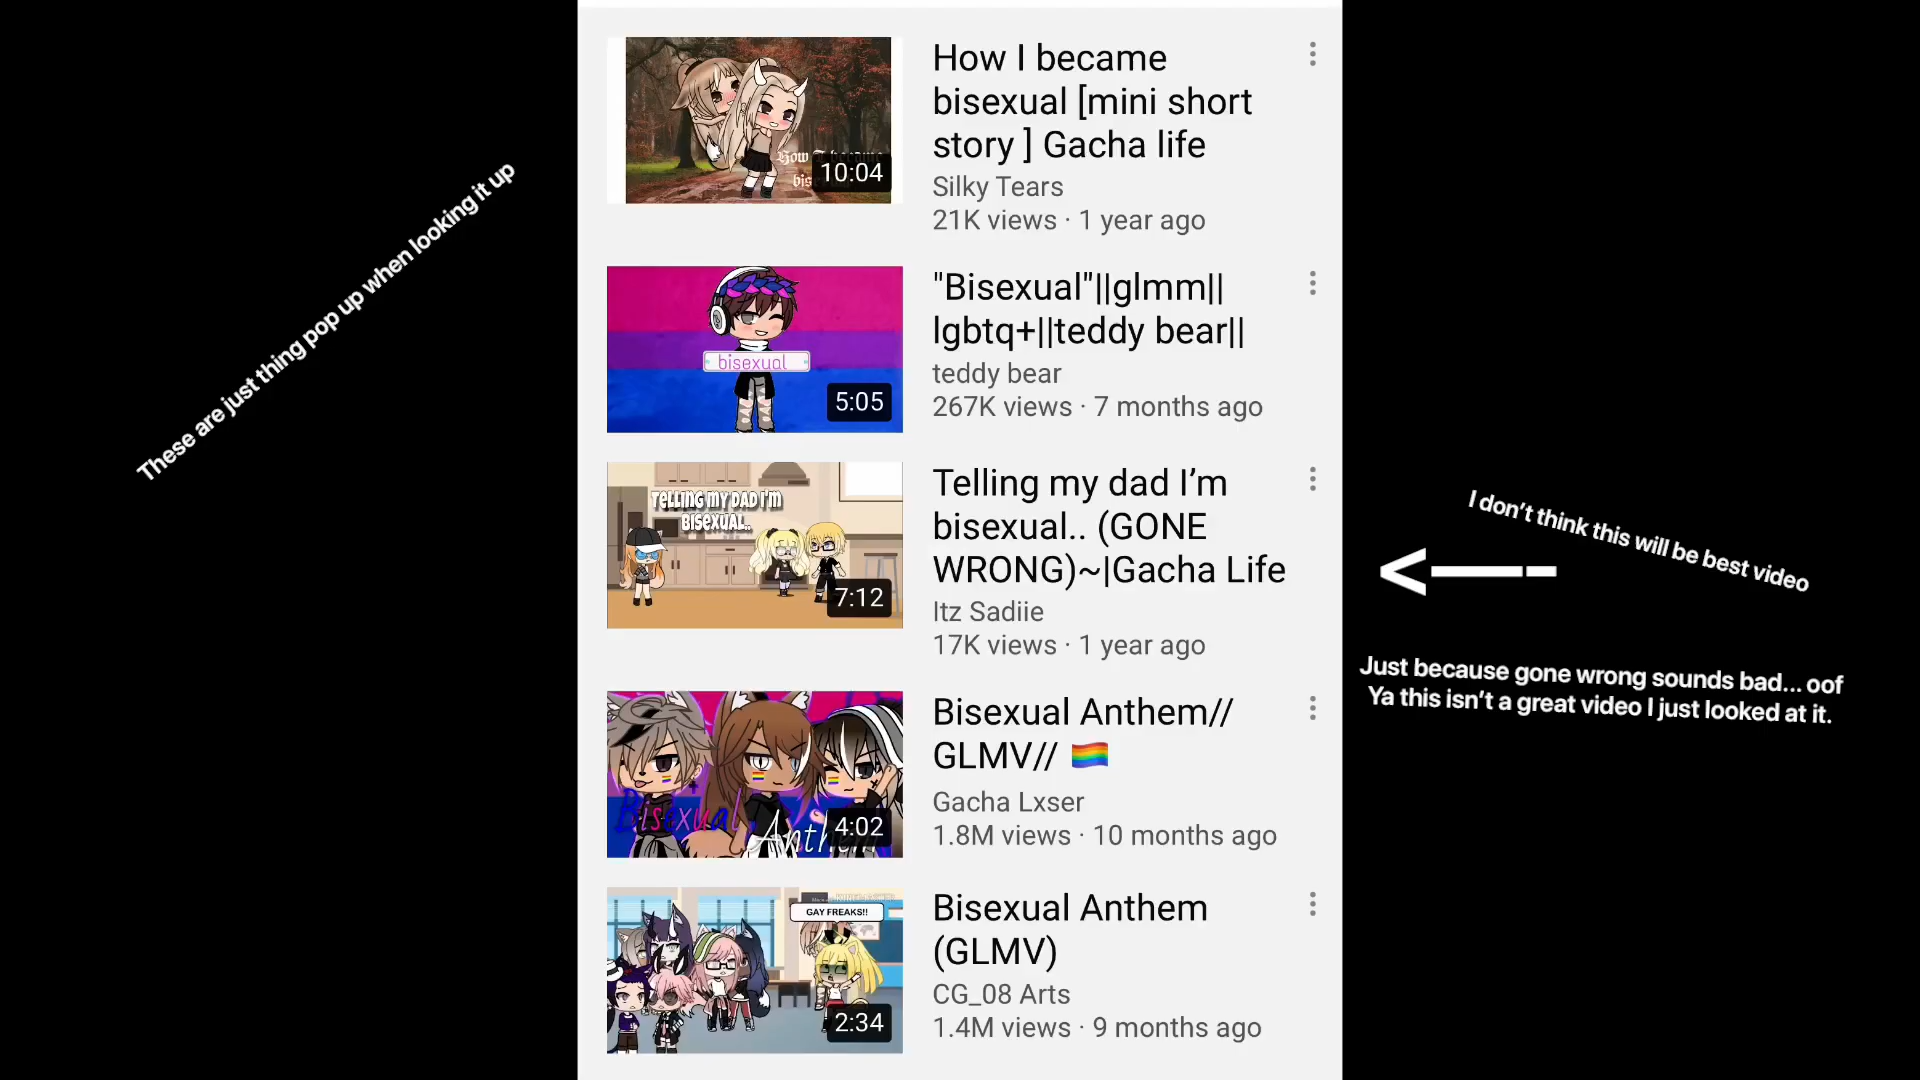 These are just thing pop up when looking it up
How I became
bisexual
10:04
How I became
bisexual [mini short
story ] Gacha life
Silky Tears
21K views · 1 year ago
bisexual
5:05
"Bisexual"||glmm||
lgbtq+||teddy bear||
teddy bear
267K views · 7 months ago
TELLING MY DAD I'M
BISEXUAL..
7:12
Telling my dad I’m
bisexual.. (GONE
WRONG)~|Gacha Life
Itz Sadiie
17K views · 1 year ago
I don’t think this will be best video
<—–
Just because gone wrong sounds bad... oof
Ya this isn’t a great video I just looked at it.
Bisexual
Anthem
4:02
Bisexual Anthem//
GLMV// 🏳️‍🌈
Gacha Lxser
1.8M views · 10 months ago
GAY FREAKS!!
2:34
Bisexual Anthem
(GLMV)
CG_08 Arts
1.4M views · 9 months ago